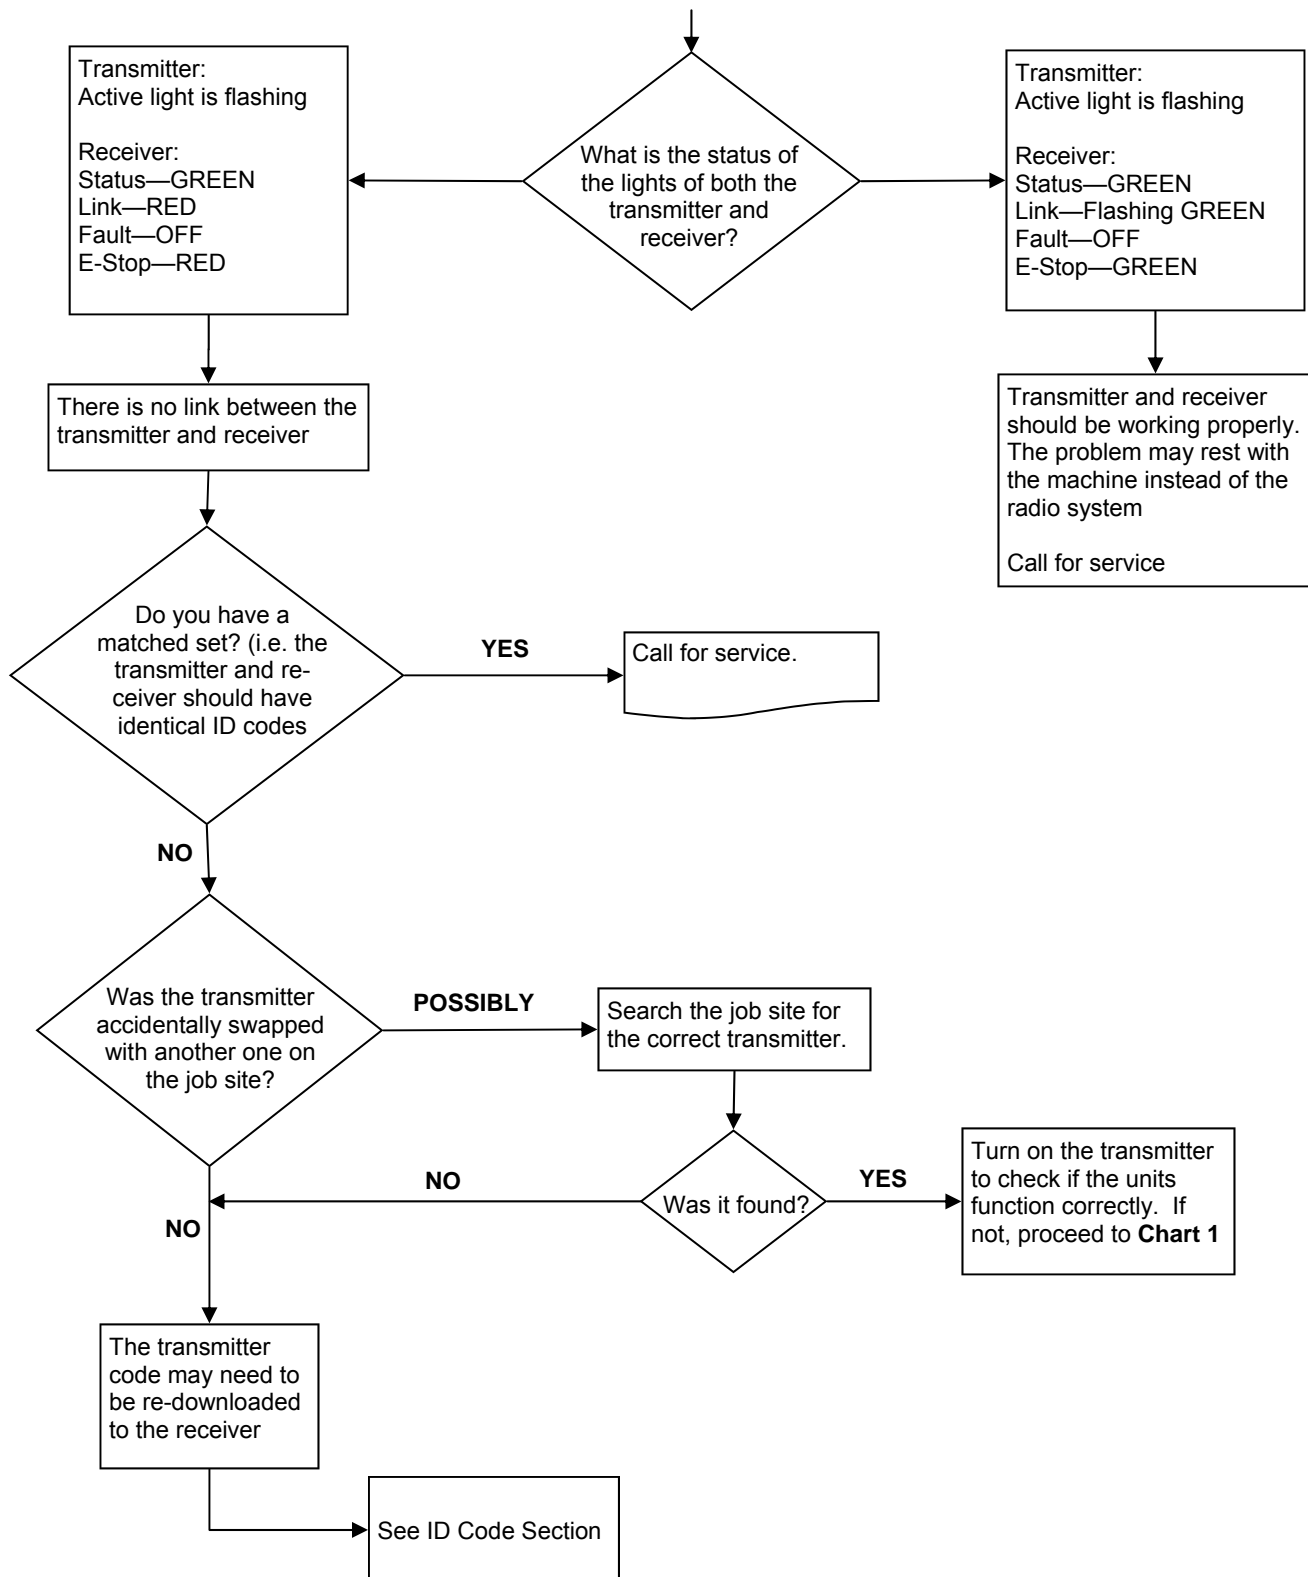 Transmitter:
Active light is flashing
Receiver:
Status—GREEN
Link—RED
Fault—OFF
E-Stop—RED
What is the status of
the lights of both the
transmitter and
receiver?
Transmitter:
Active light is flashing
Receiver:
Status—GREEN
Link—Flashing GREEN
Fault—OFF
E-Stop—GREEN
There is no link between the
transmitter and receiver
Transmitter and receiver
should be working properly.
The problem may rest with
the machine instead of the
radio system
Call for service
Do you have a
matched set? (i.e. the
transmitter and re-
ceiver should have
identical ID codes
YES
Call for service.
NO
Was the transmitter
accidentally swapped
with another one on
the job site?
POSSIBLY
Search the job site for
the correct transmitter.
Was it found?
NO
YES
Turn on the transmitter
to check if the units
function correctly.  If
not, proceed to Chart 1
NO
The transmitter
code may need to
be re-downloaded
to the receiver
See ID Code Section